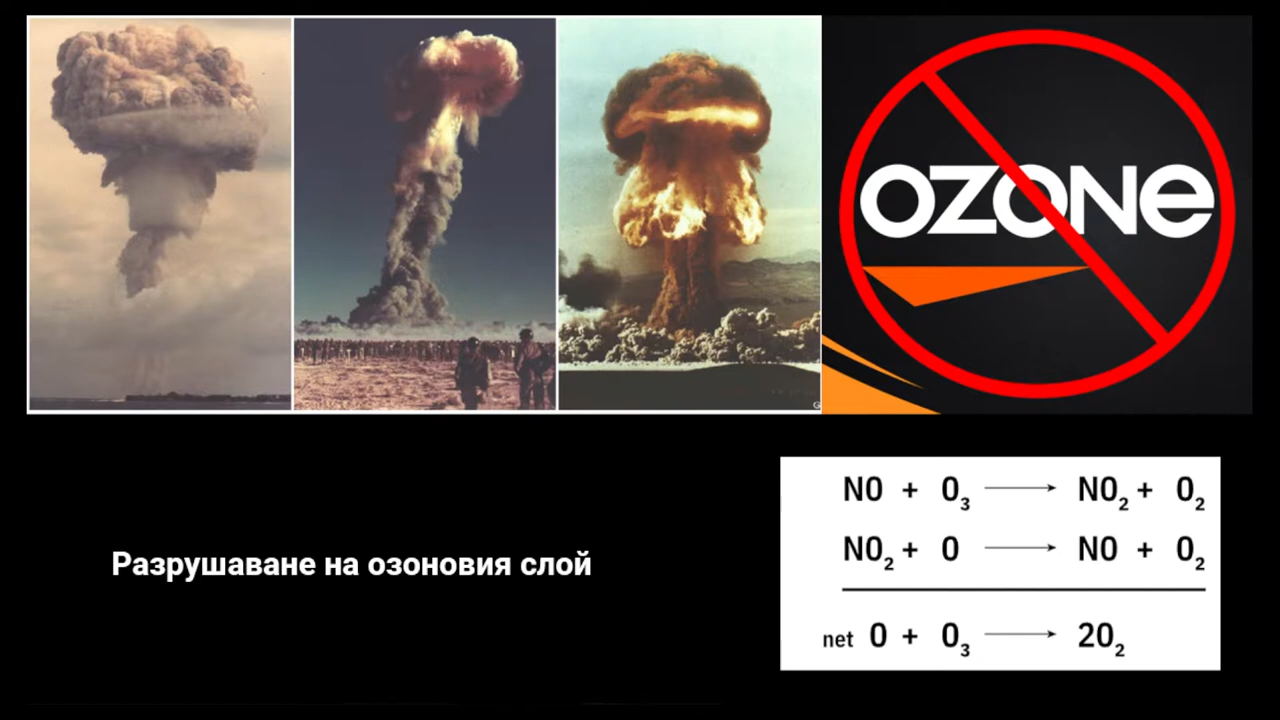 OZONE
Разрушаване на озоновия слой
NO + O₃ → NO₂ + O₂
NO₂ + O → NO + O₂
net O + O₃ → 2O₂